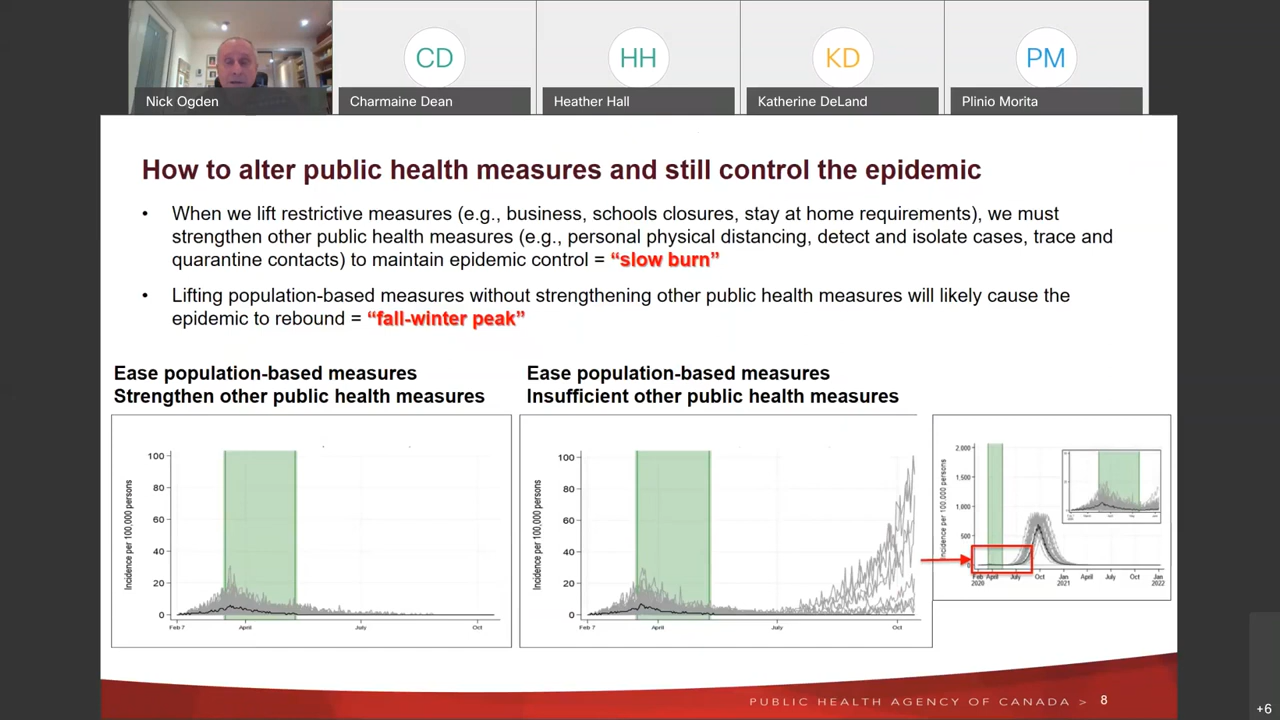 CD
HH
KD
PM
Nick Ogden
Charmaine Dean
Heather Hall
Katherine DeLand
Plinio Morita
How to alter public health measures and still control the epidemic
• When we lift restrictive measures (e.g., business, schools closures, stay at home requirements), we must
strengthen other public health measures (e.g., personal physical distancing, detect and isolate cases, trace and
quarantine contacts) to maintain epidemic control = “slow burn”
• Lifting population-based measures without strengthening other public health measures will likely cause the
epidemic to rebound = “fall-winter peak”
Ease population-based measures
Strengthen other public health measures
Incidence per 100,000 persons
100
80
60
40
20
0
Feb 7 April July Oct
Ease population-based measures
Insufficient other public health measures
Incidence per 100,000 persons
100
80
60
40
20
0
Feb 7 April July Oct
Incidence per 100,000 persons
2,000
1,500
1,000
500
0
Feb April July Oct Jan April July Oct Jan
2020 2021 2022
PUBLIC HEALTH AGENCY OF CANADA > 8
+6